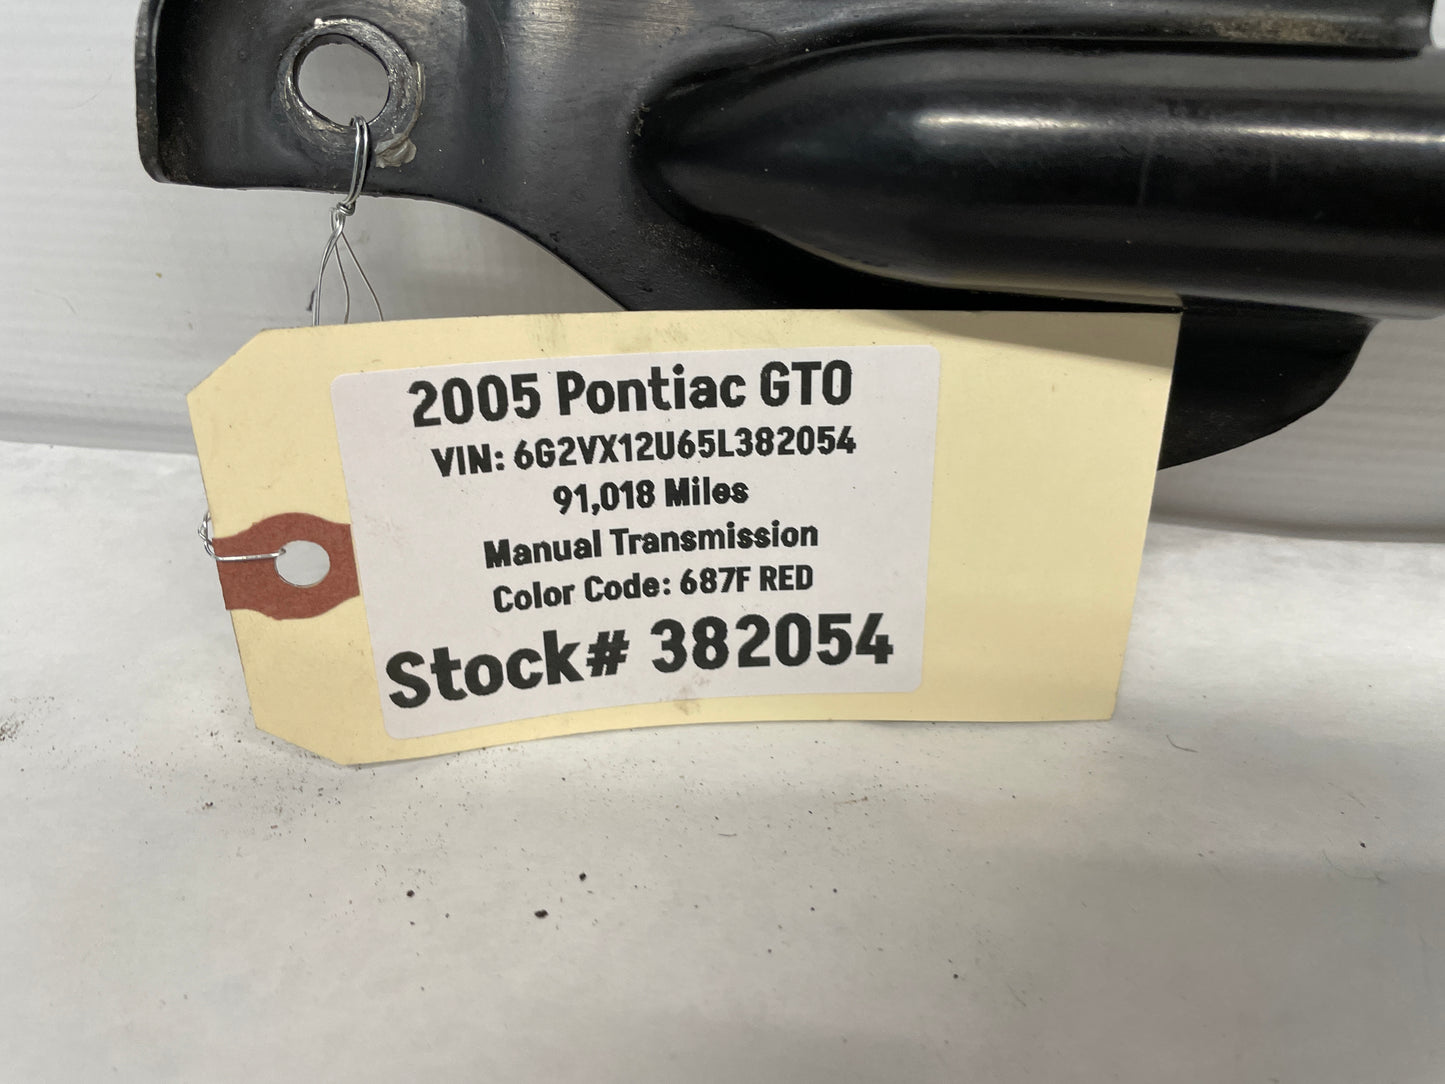 2005 Pontiac GTO
VIN: 6G2VX12U65L382054
91,018 Miles
Manual Transmission
Color Code: 687F RED
Stock# 382054